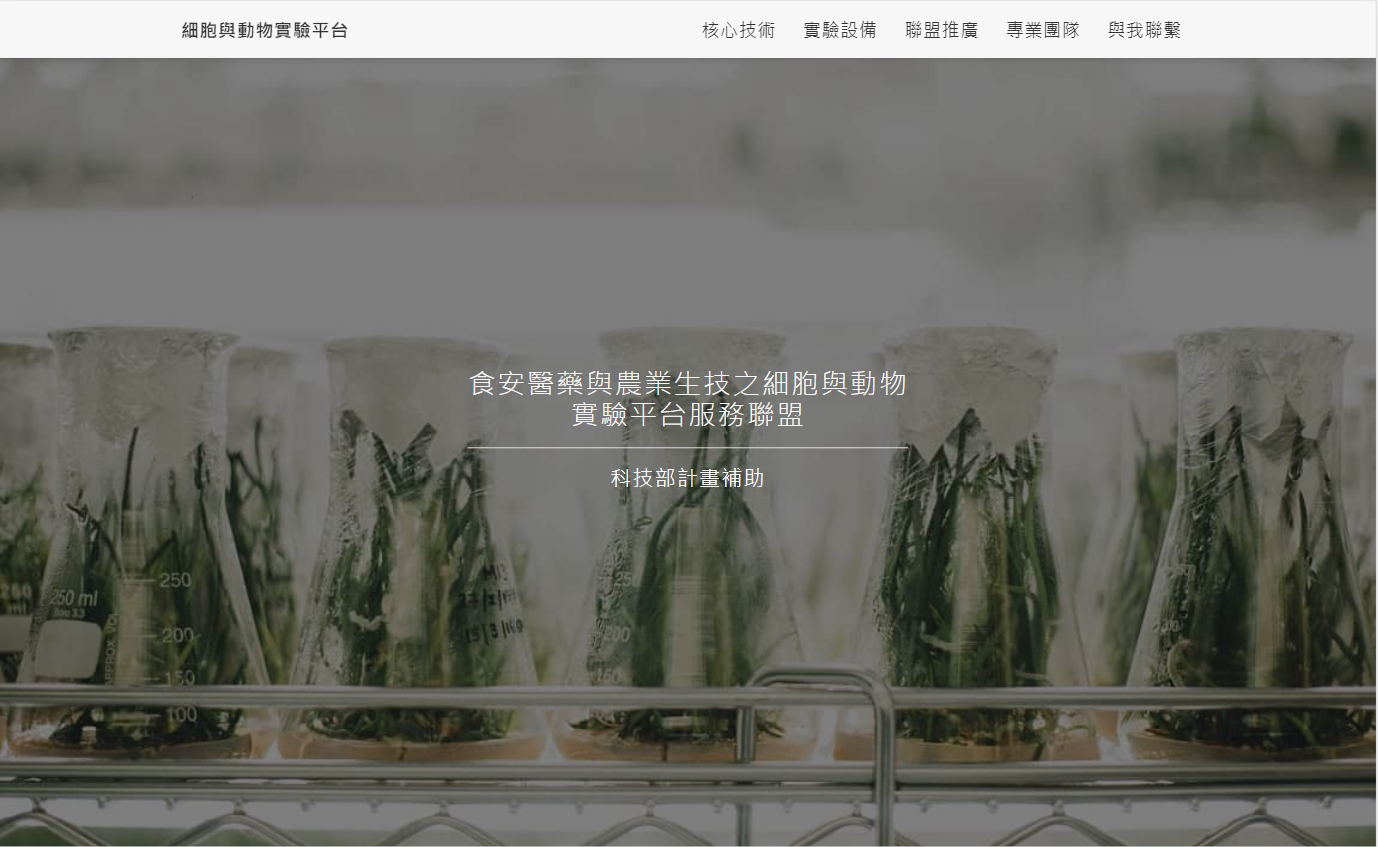 細胞與動物實驗平台
核心技術 實驗設備 聯盟推廣 專業團隊 與我聯繫
食安醫藥與農業生技之細胞與動物
實驗平台服務聯盟
科技部計畫補助
250
250 ml
200
150
100
250
200
150